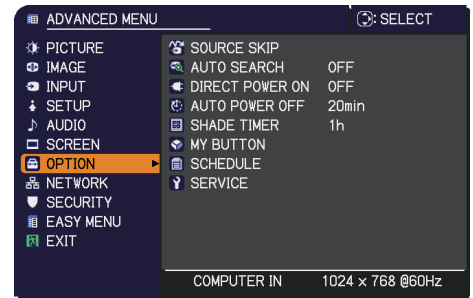 ADVANCED MENU : SELECT
PICTURE
IMAGE
INPUT
SETUP
AUDIO
SCREEN
OPTION
NETWORK
SECURITY
EASY MENU
EXIT
SOURCE SKIP
AUTO SEARCH OFF
DIRECT POWER ON OFF
AUTO POWER OFF 20min
SHADE TIMER 1h
MY BUTTON
SCHEDULE
SERVICE
COMPUTER IN 1024 x 768 @60Hz